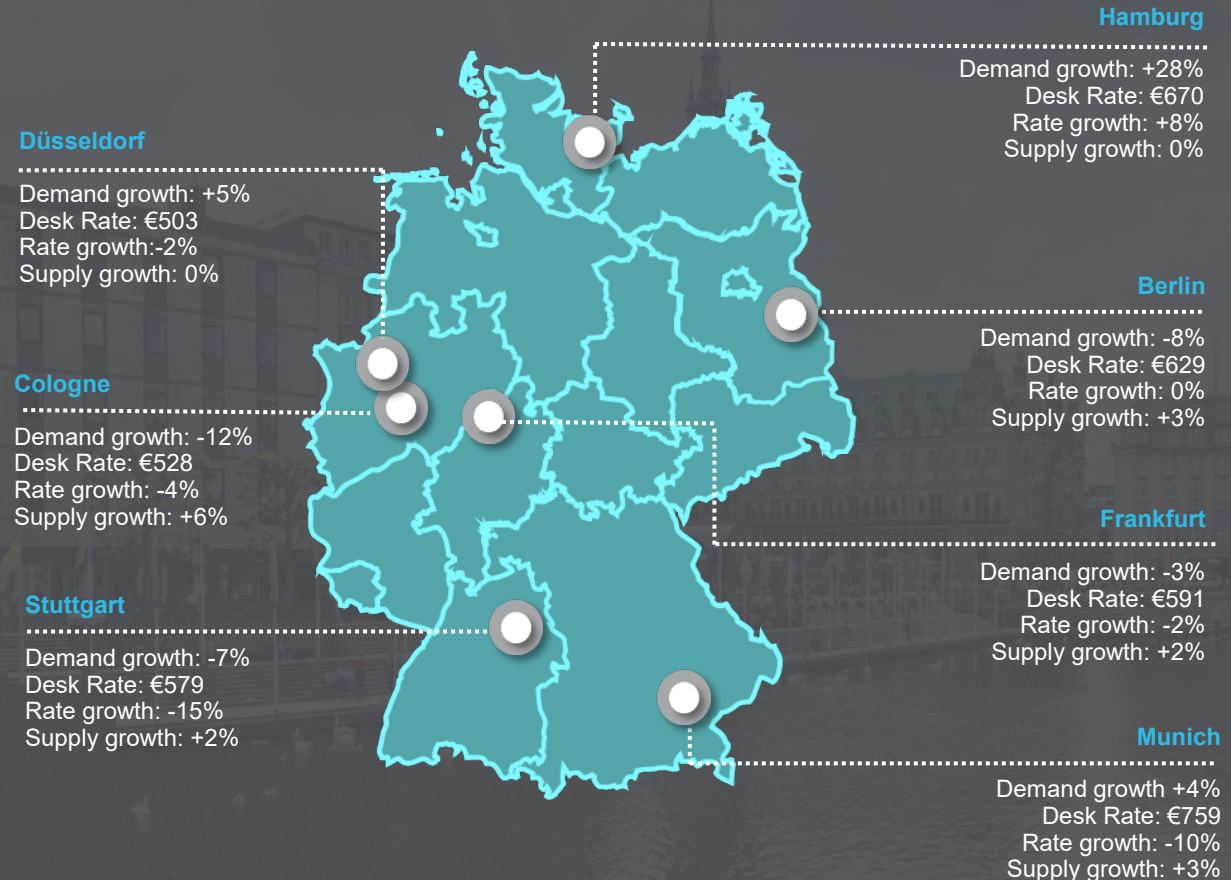 Hamburg
Demand growth: +28%
Desk Rate: €670
Rate growth: +8%
Supply growth: 0%
Düsseldorf
Demand growth: +5%
Desk Rate: €503
Rate growth:-2%
Supply growth: 0%
Berlin
Demand growth: -8%
Desk Rate: €629
Rate growth: 0%
Supply growth: +3%
Cologne
Demand growth: -12%
Desk Rate: €528
Rate growth: -4%
Supply growth: +6%
Frankfurt
Demand growth: -3%
Desk Rate: €591
Rate growth: -2%
Supply growth: +2%
Stuttgart
Demand growth: -7%
Desk Rate: €579
Rate growth: -15%
Supply growth: +2%
Munich
Demand growth +4%
Desk Rate: €759
Rate growth: -10%
Supply growth: +3%